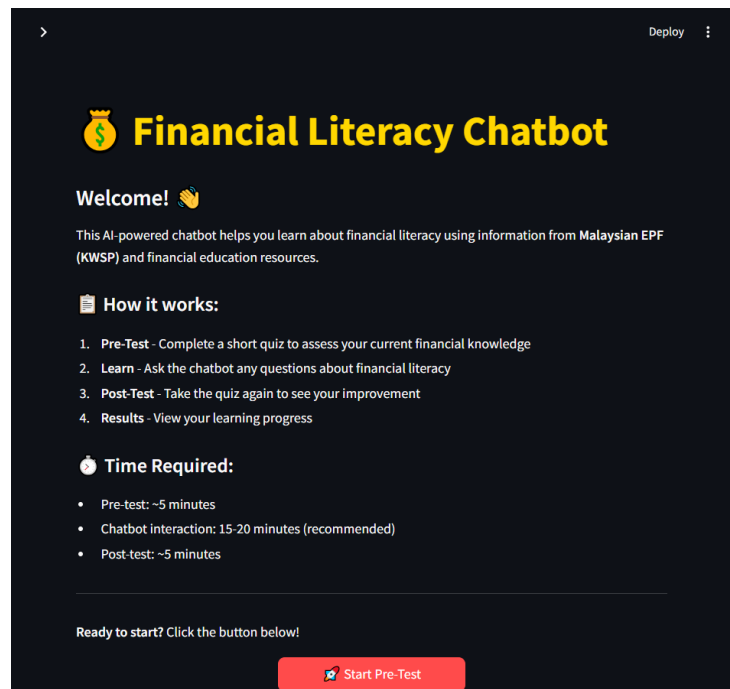 Deploy
💰 Financial Literacy Chatbot
Welcome! 👋
This AI-powered chatbot helps you learn about financial literacy using information from Malaysian EPF
(KWSP) and financial education resources.
📋 How it works:
1. Pre-Test - Complete a short quiz to assess your current financial knowledge
2. Learn - Ask the chatbot any questions about financial literacy
3. Post-Test - Take the quiz again to see your improvement
4. Results - View your learning progress
⏱️ Time Required:
• Pre-test: ~5 minutes
• Chatbot interaction: 15-20 minutes (recommended)
• Post-test: ~5 minutes
Ready to start? Click the button below!
🚀 Start Pre-Test